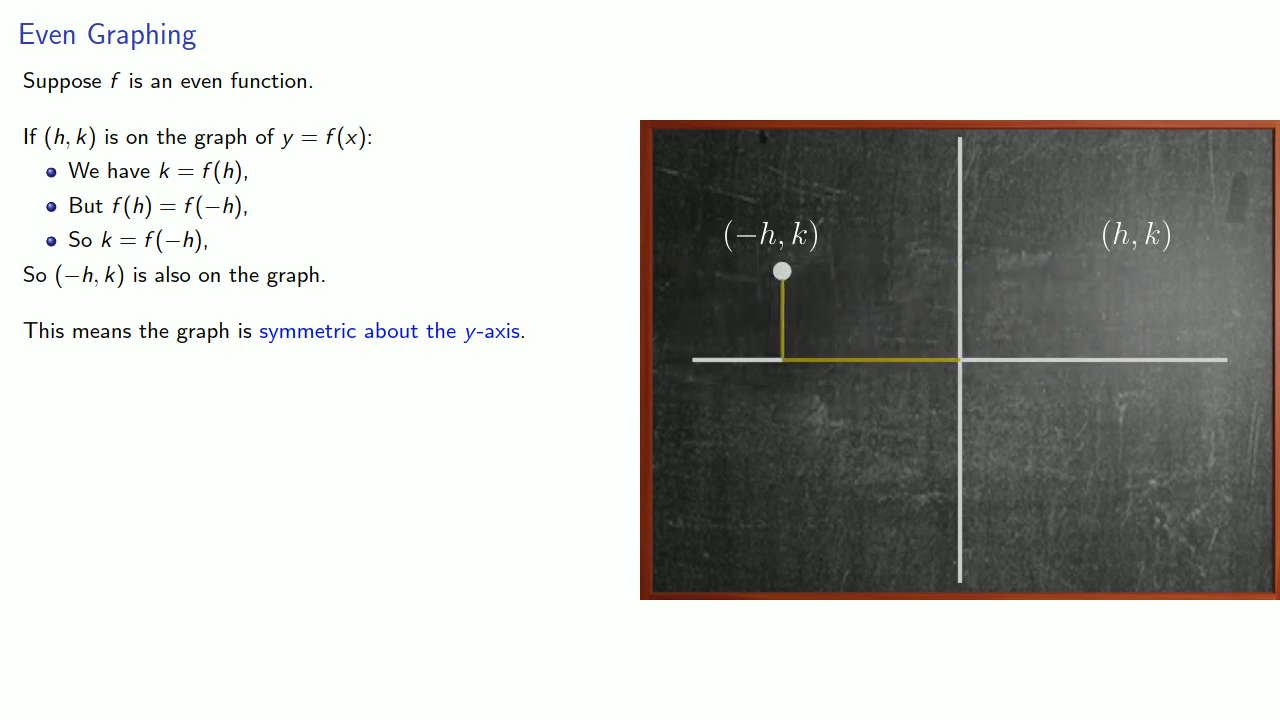 Even Graphing
Suppose f is an even function.
If (h, k) is on the graph of y = f(x):
We have k = f(h),
But f(h) = f(−h),
So k = f(−h),
So (−h, k) is also on the graph.
This means the graph is symmetric about the y-axis.
(−h, k)
(h, k)